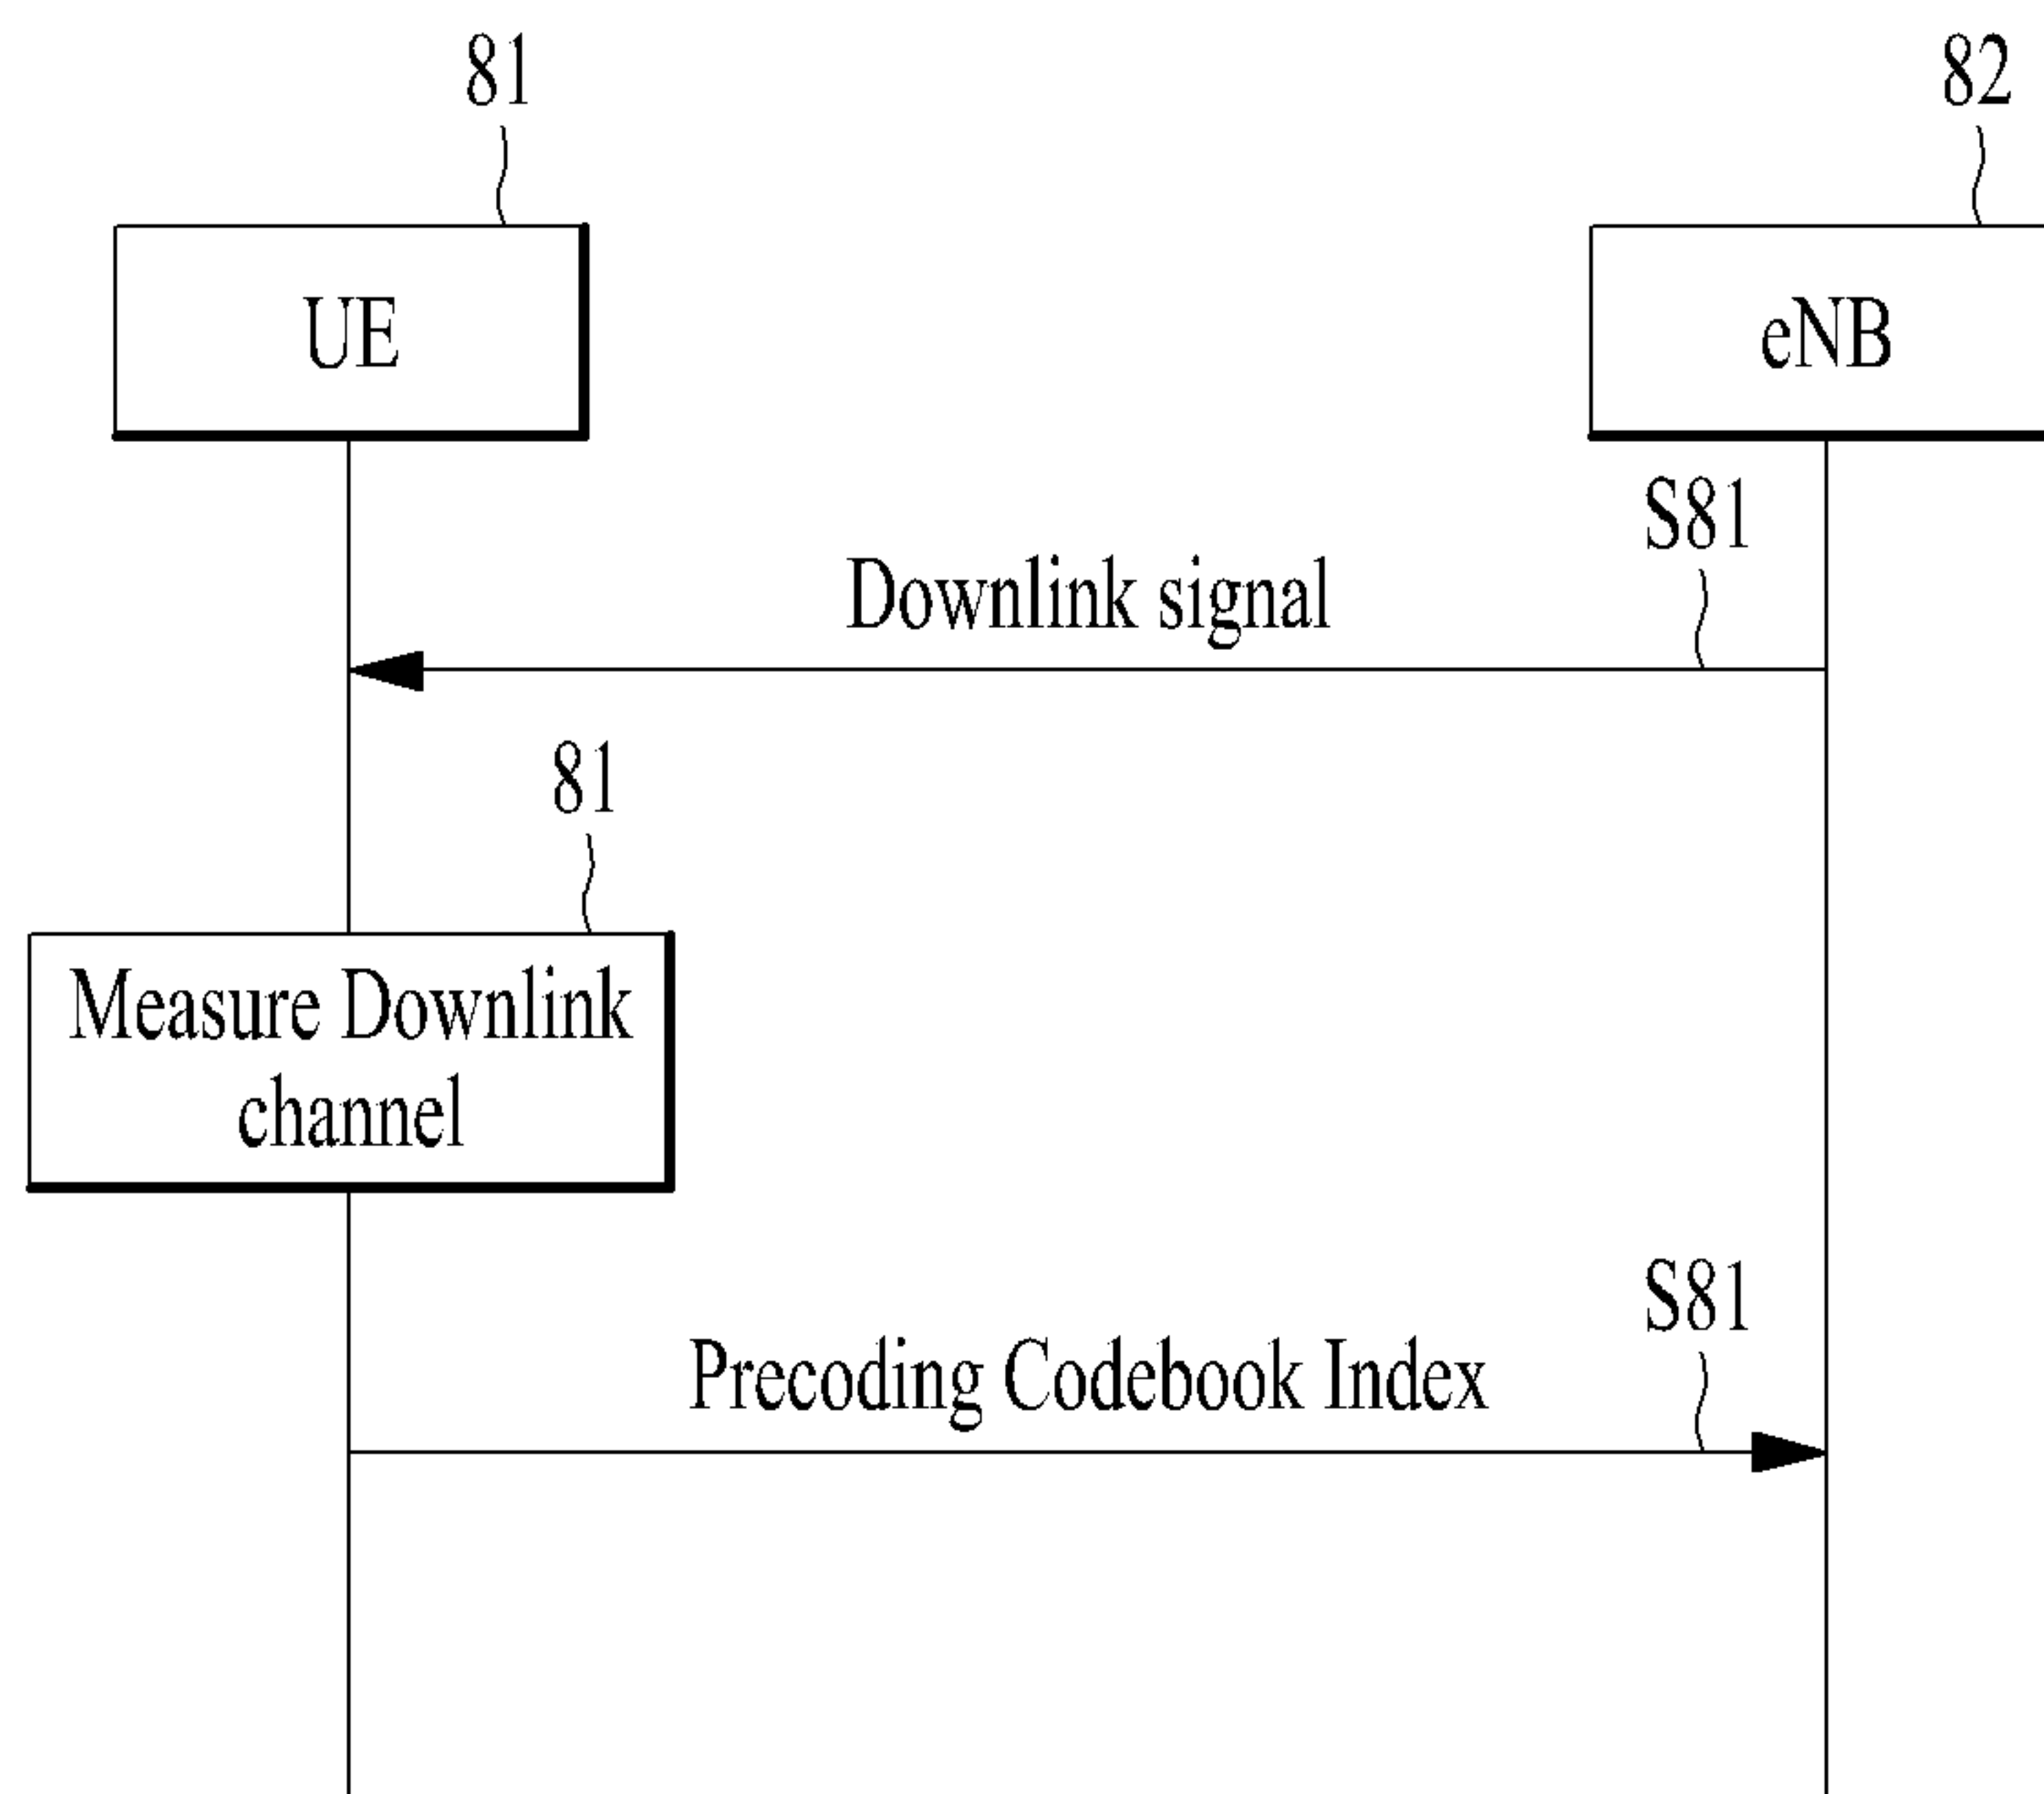 81
82
UE
eNB
S81
Downlink signal
81
Measure Downlink
channel
S81
Precoding Codebook Index